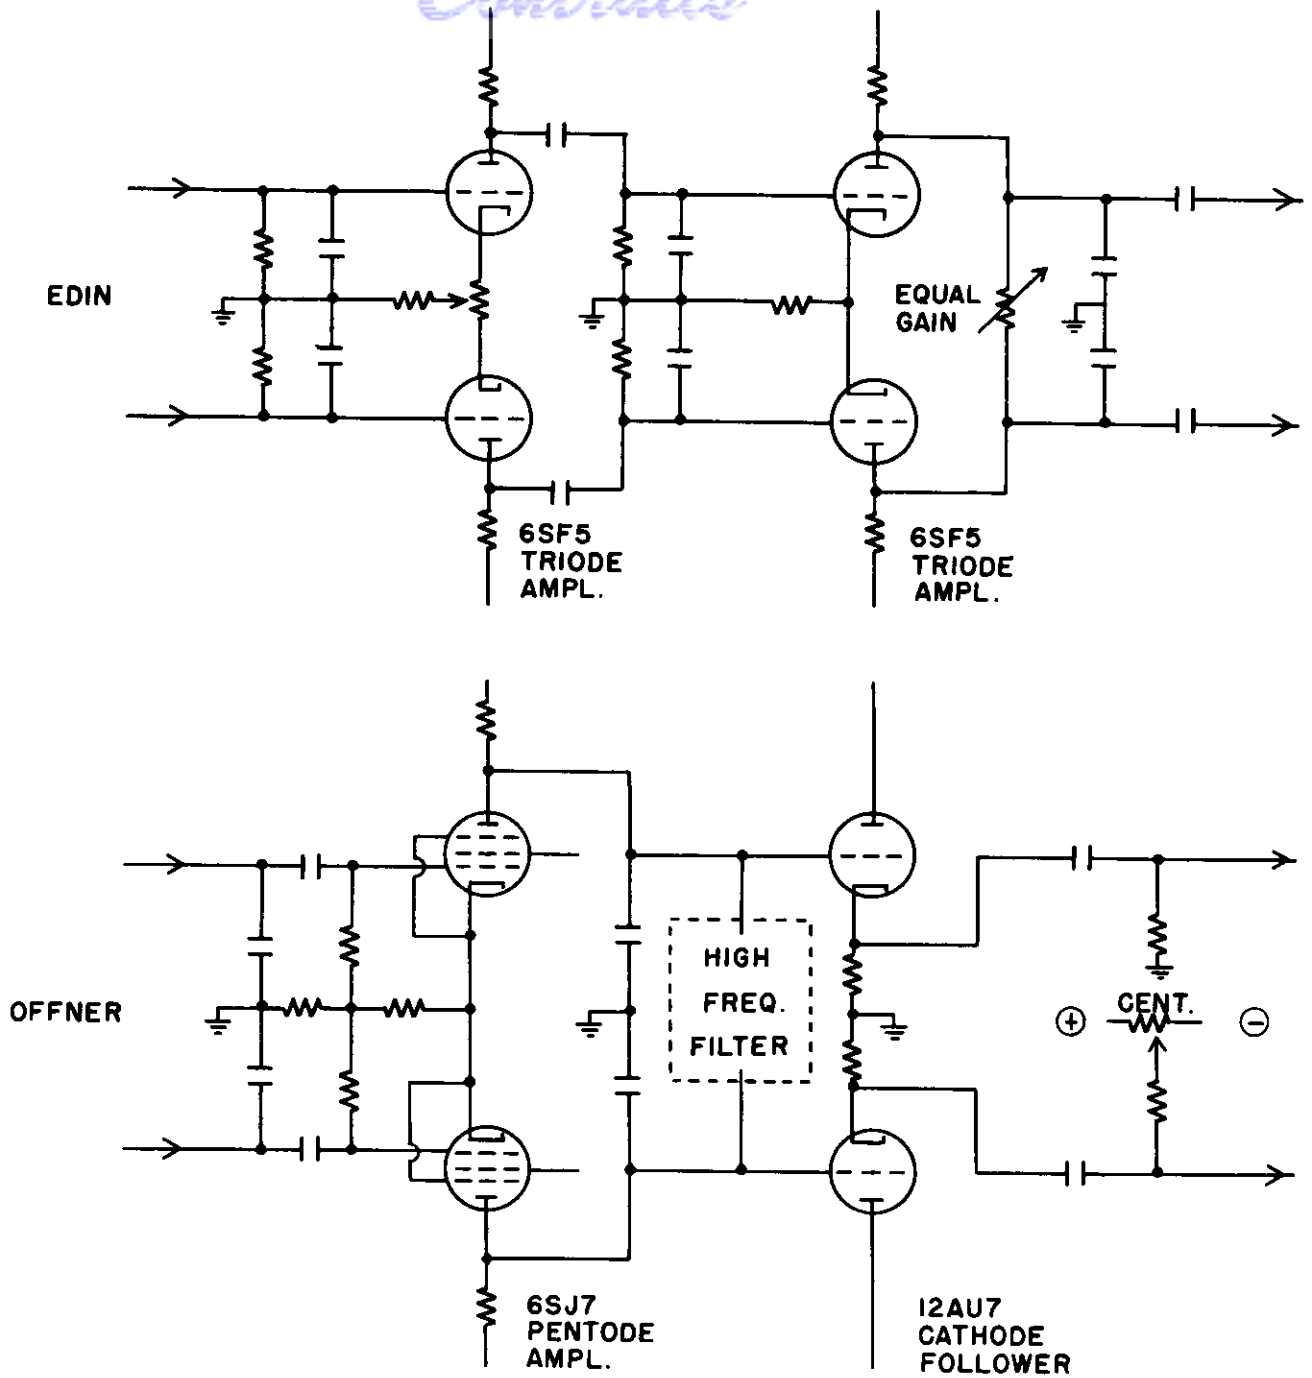 EDIN
EQUAL
GAIN
6SF5
TRIODE
AMPL.
6SF5
TRIODE
AMPL.
OFFNER
HIGH
FREQ.
FILTER
+
CENT.
−
6SJ7
PENTODE
AMPL.
12AU7
CATHODE
FOLLOWER